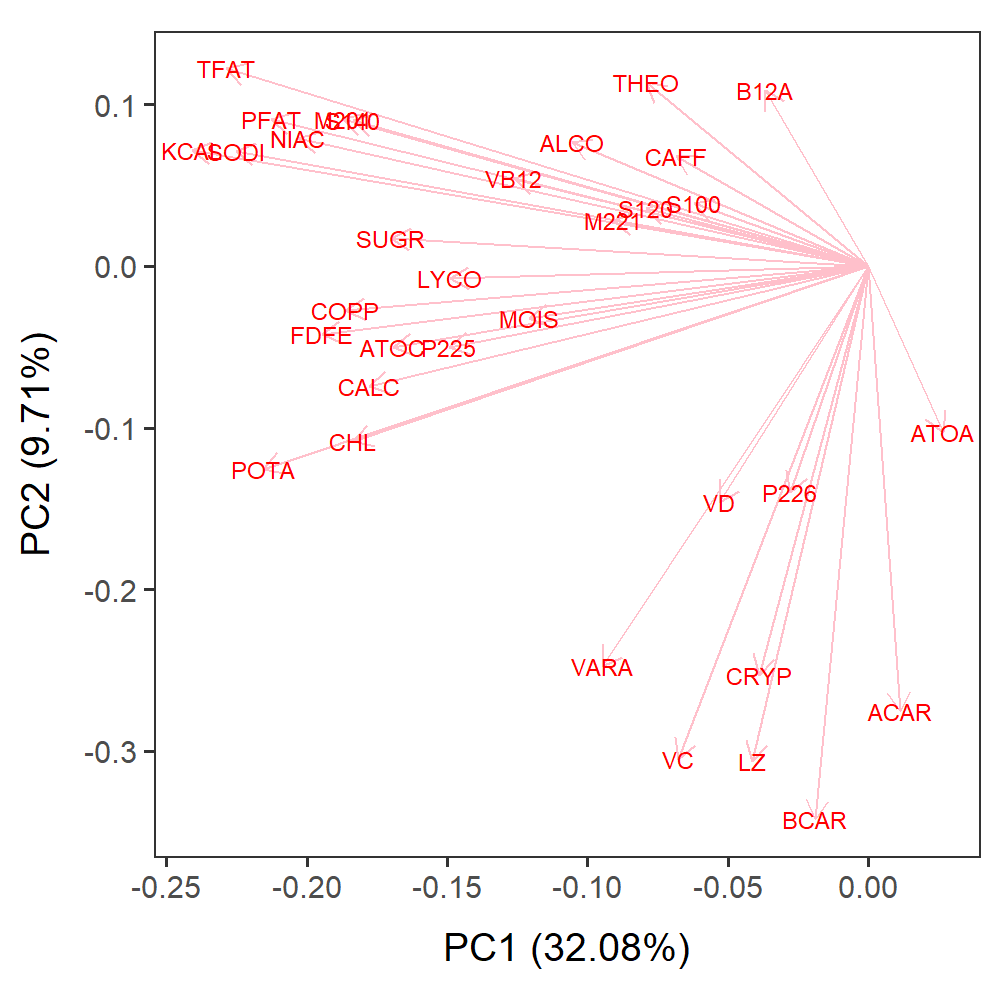 TFAT
THEO
B12A
0.1
PFAT
NIAC
ALCO
SODI
CAFF
VB12
S120
S100
M221
SUGR
0.0
LYCO
COPP
MOIS
FDFE
ATOC
P225
CALC
-0.1
ATOA
CHL
POTA
P226
VD
-0.2
VARA
CRYP
ACAR
-0.3
VC
LZ
BCAR
-0.25
-0.20
-0.15
-0.10
-0.05
0.00
PC1 (32.08%)
PC2 (9.71%)